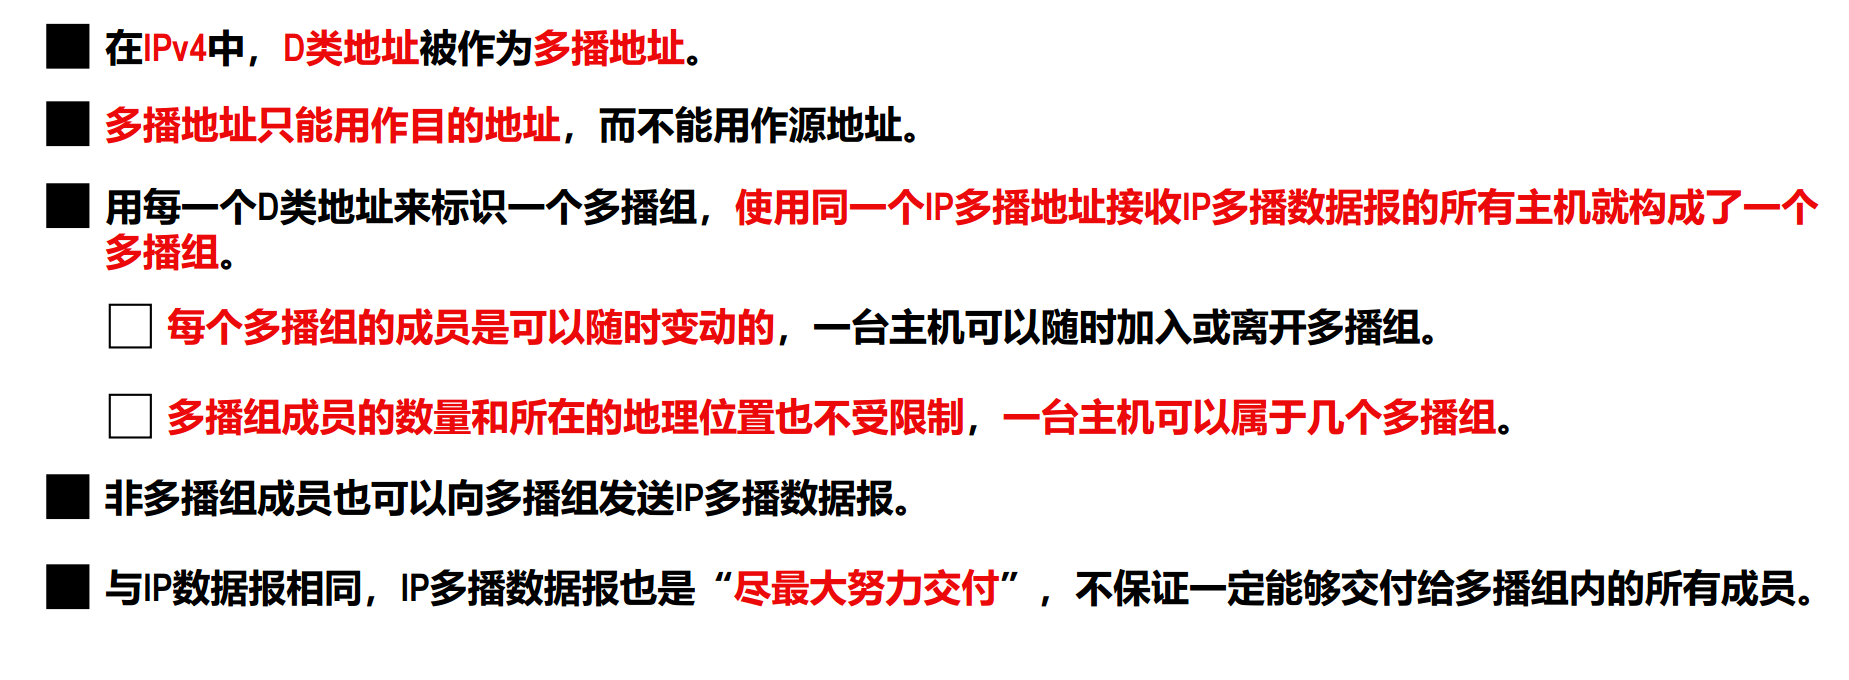 在IPv4中，D类地址被作为多播地址。
多播地址只能用作目的地址，而不能用作源地址。
用每一个D类地址来标识一个多播组，使用同一个IP多播地址接收IP多播数据报的所有主机就构成了一个
多播组。
每个多播组的成员是可以随时变动的，一台主机可以随时加入或离开多播组。
多播组成员的数量和所在的地理位置也不受限制，一台主机可以属于几个多播组。
非多播组成员也可以向多播组发送IP多播数据报。
与IP数据报相同，IP多播数据报也是“尽最大努力交付”，不保证一定能够交付给多播组内的所有成员。